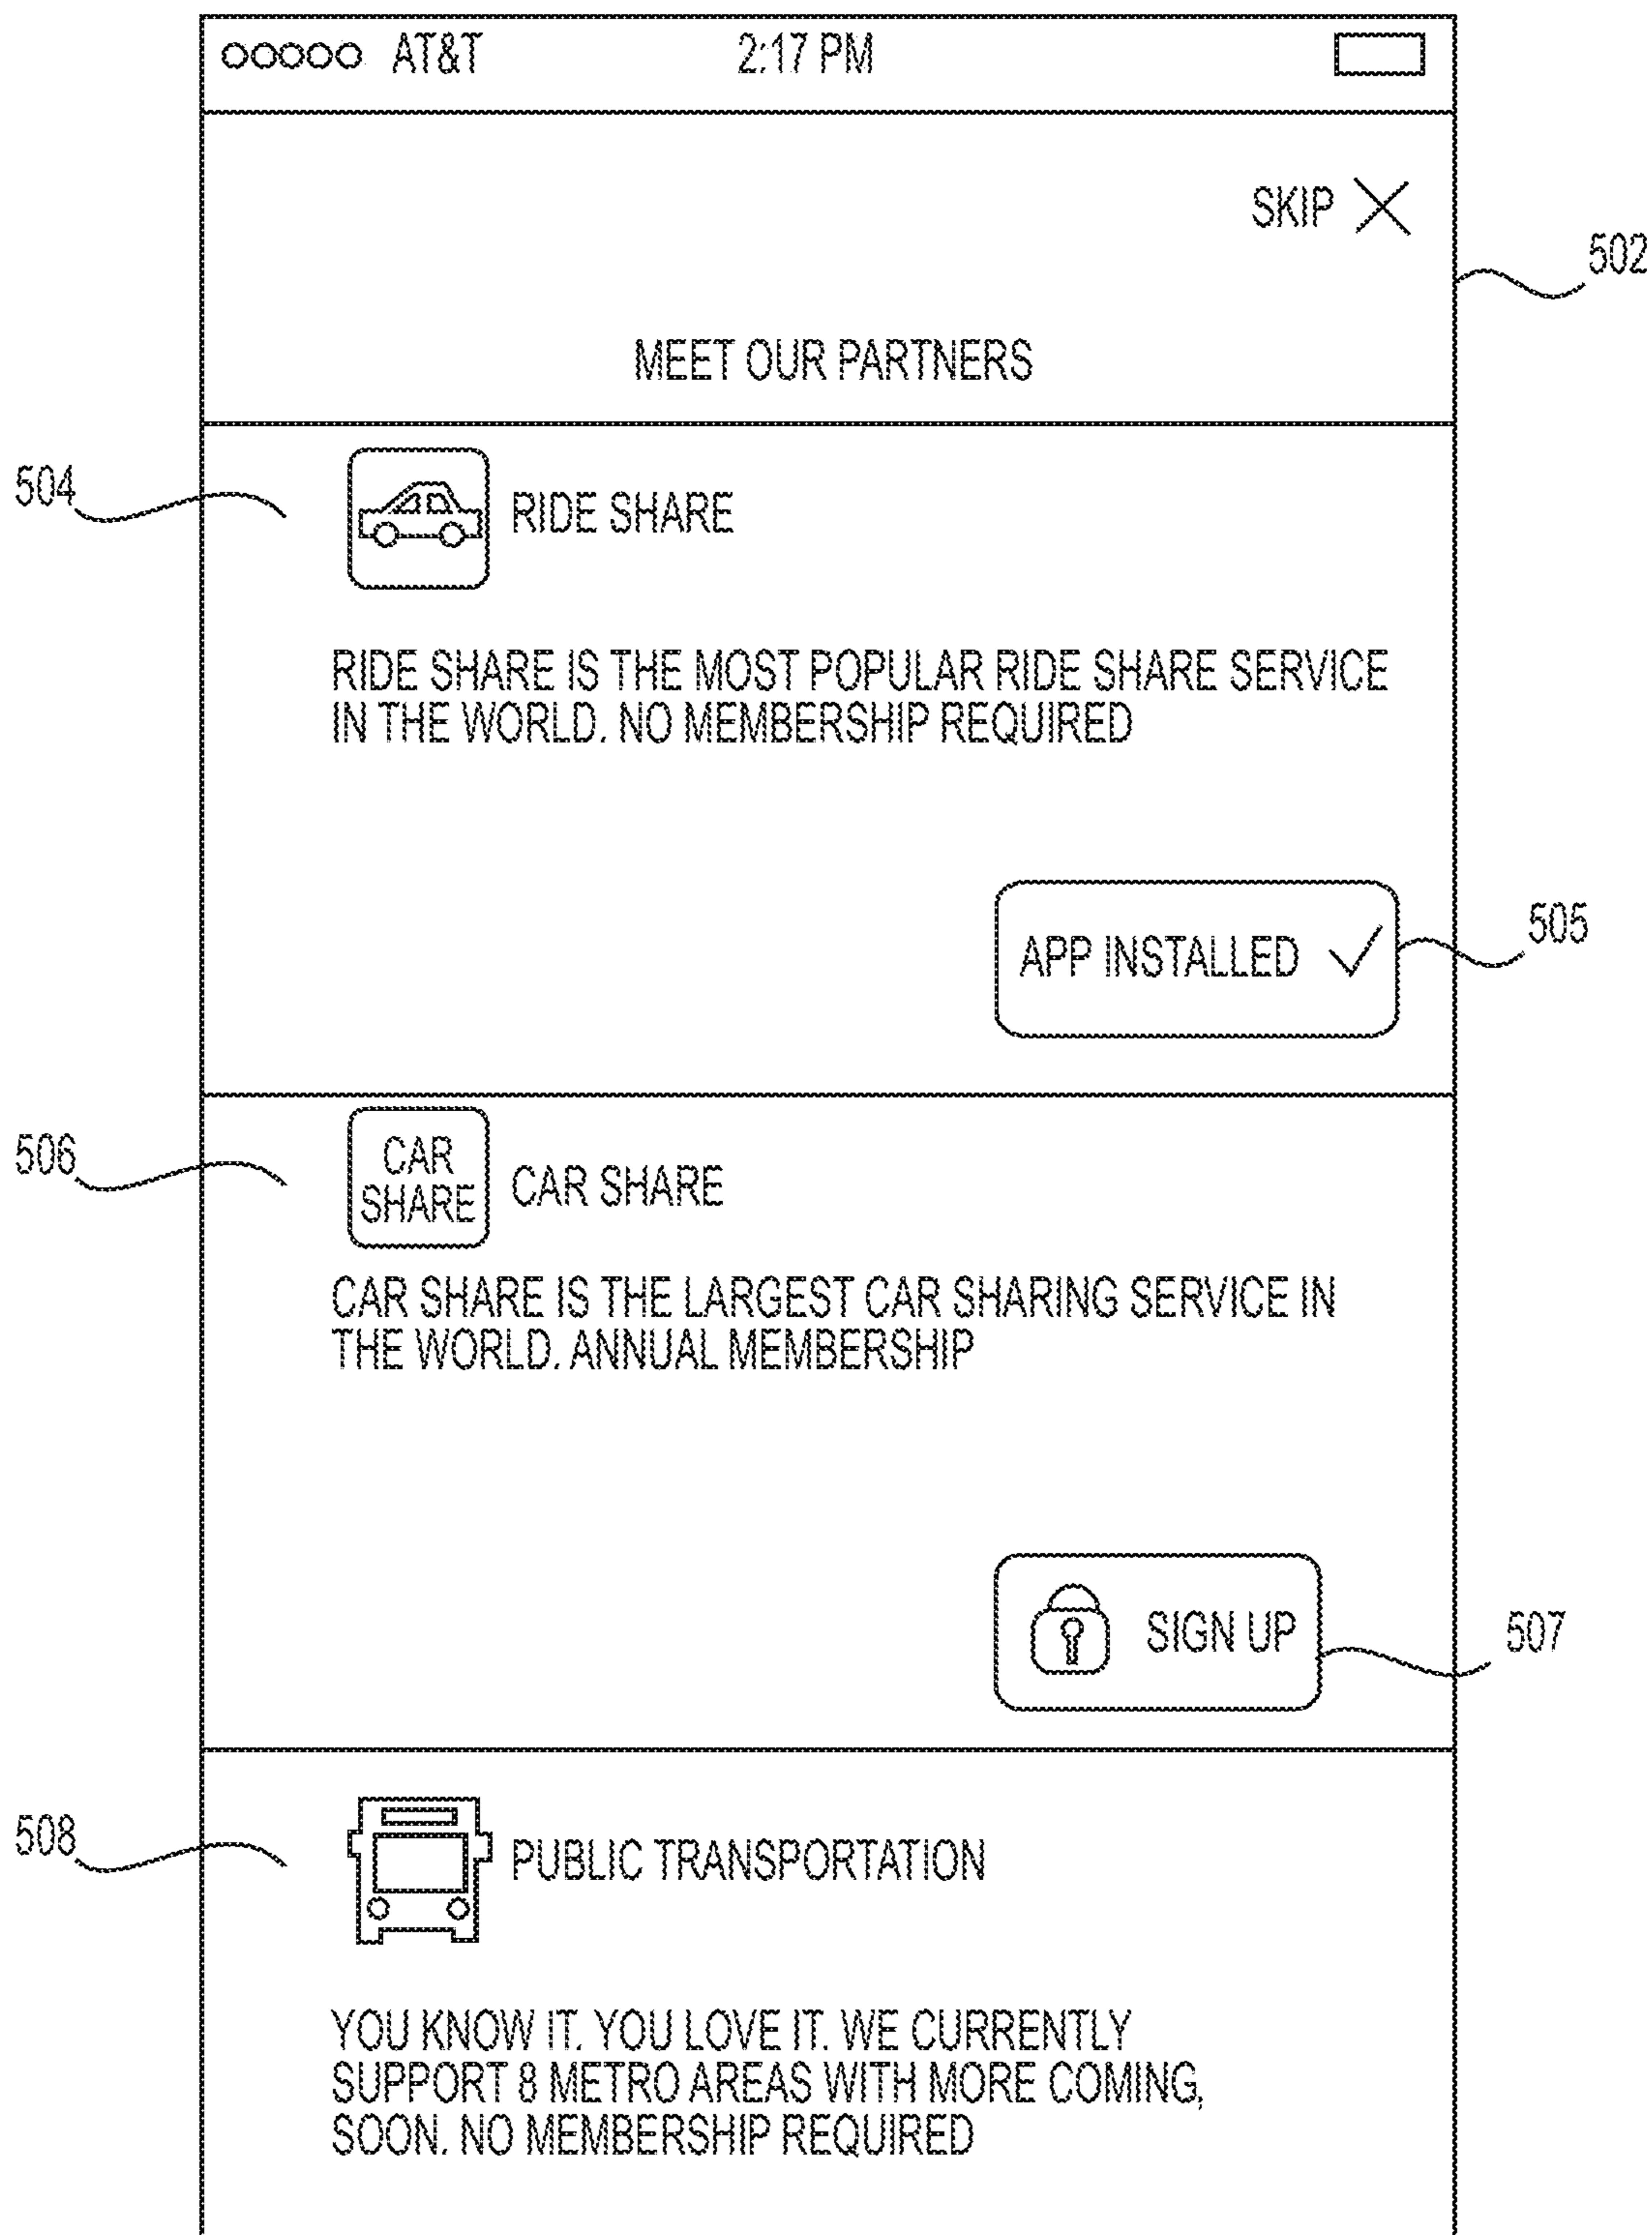 AT&T 2:17 PM
SKIP
502
MEET OUR PARTNERS
504
RIDE SHARE
RIDE SHARE IS THE MOST POPULAR RIDE SHARE SERVICE
IN THE WORLD. NO MEMBERSHIP REQUIRED
APP INSTALLED
505
506
CAR
SHARE
CAR SHARE
CAR SHARE IS THE LARGEST CAR SHARING SERVICE IN
THE WORLD. ANNUAL MEMBERSHIP
SIGN UP
507
508
PUBLIC TRANSPORTATION
YOU KNOW IT. YOU LOVE IT. WE CURRENTLY
SUPPORT 8 METRO AREAS WITH MORE COMING,
SOON. NO MEMBERSHIP REQUIRED